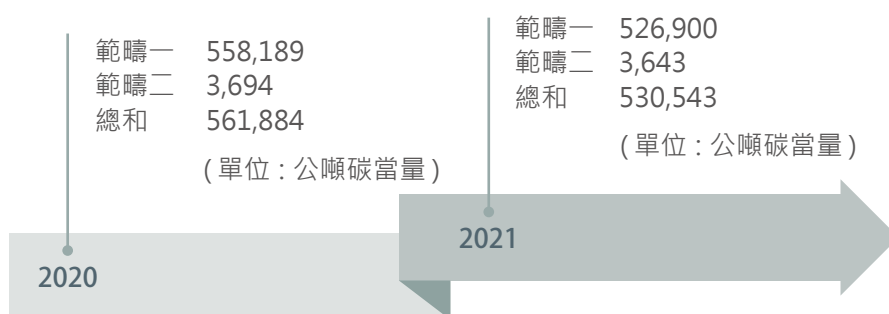 範疇一 558,189
範疇二 3,694
總和 561,884
(單位:公噸碳當量)
2020
範疇一 526,900
範疇二 3,643
總和 530,543
(單位:公噸碳當量)
2021